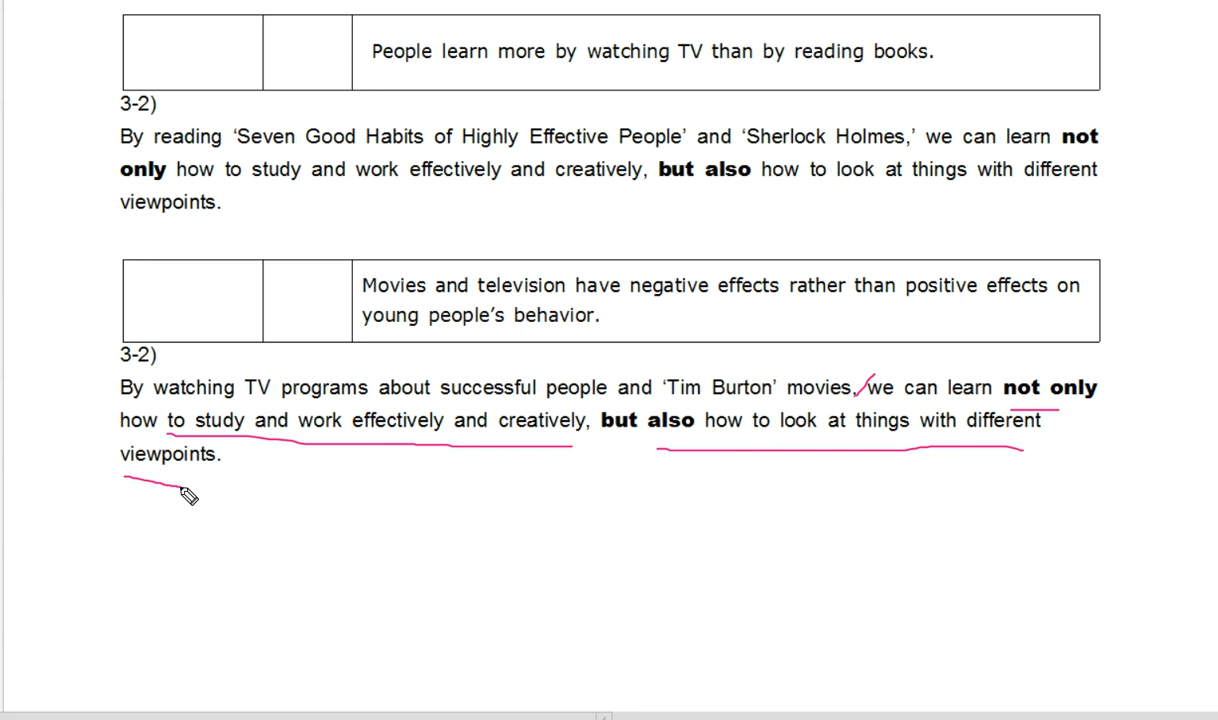 People learn more by watching TV than by reading books.
3-2)
By reading ‘Seven Good Habits of Highly Effective People’ and ‘Sherlock Holmes,’ we can learn not
only how to study and work effectively and creatively, but also how to look at things with different
viewpoints.
Movies and television have negative effects rather than positive effects on
young people’s behavior.
3-2)
By watching TV programs about successful people and ‘Tim Burton’ movies, we can learn not only
how to study and work effectively and creatively, but also how to look at things with different
viewpoints.